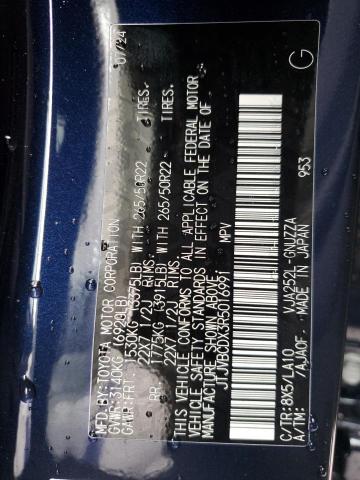 MFD.BY: TOYOTA MOTOR CORPORATION 01/24
GVWR: 3140KG (6920LB)
GAWR: FRT. 1530KG (3375LB) WITH 265/50R22 TIRES.
22X7 1/2J RIMS.
RR. 1775KG (3915LB) WITH 265/50R22 TIRES.
22X7 1/2J RIMS.
THIS VEHICLE CONFORMS TO ALL APPLICABLE FEDERAL MOTOR
VEHICLE SAFETY STANDARDS IN EFFECT ON THE DATE OF
MANUFACTURE SHOWN ABOVE.
MPV
C/TR: 8X5/LA10 VJA252L-GNUZZA
A/TM: /AJA0F MADE IN JAPAN
953
G